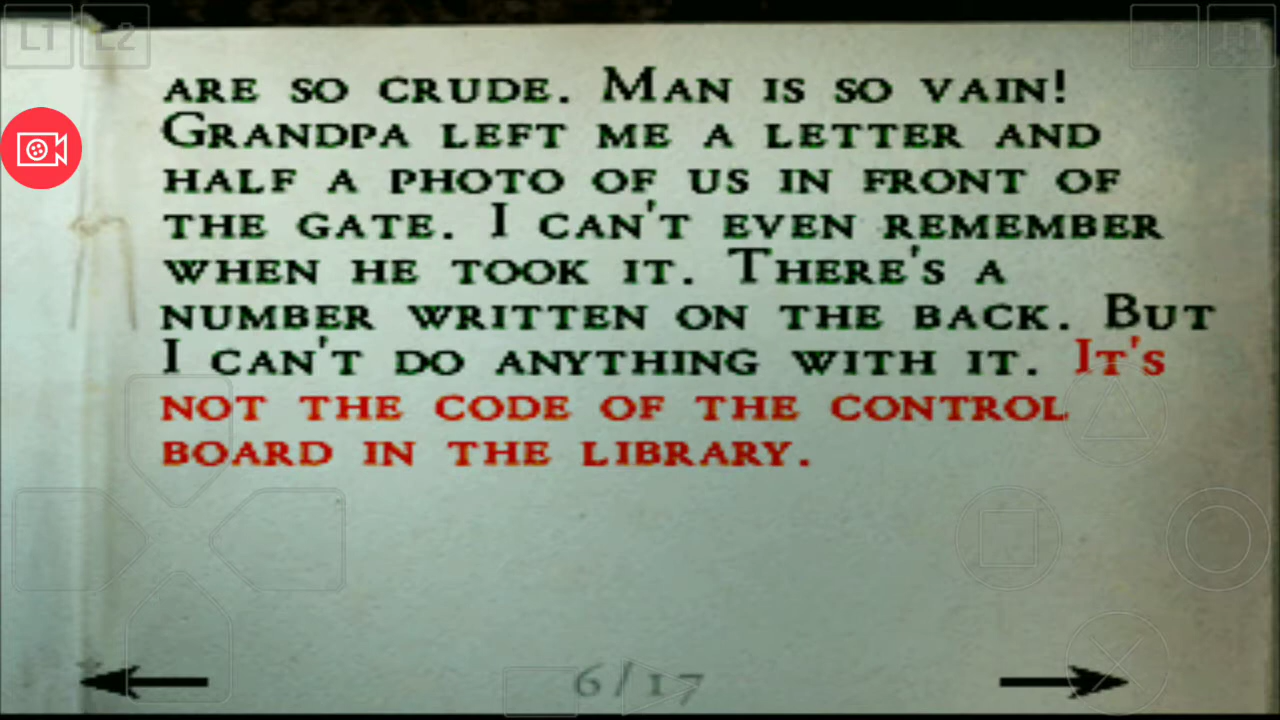 L1 L2
ARE SO CRUDE. MAN IS SO VAIN!
GRANDPA LEFT ME A LETTER AND
HALF A PHOTO OF US IN FRONT OF
THE GATE. I CAN'T EVEN REMEMBER
WHEN HE TOOK IT. THERE'S A
NUMBER WRITTEN ON THE BACK. BUT
I CAN'T DO ANYTHING WITH IT. IT'S
NOT THE CODE OF THE CONTROL
BOARD IN THE LIBRARY.
6/17